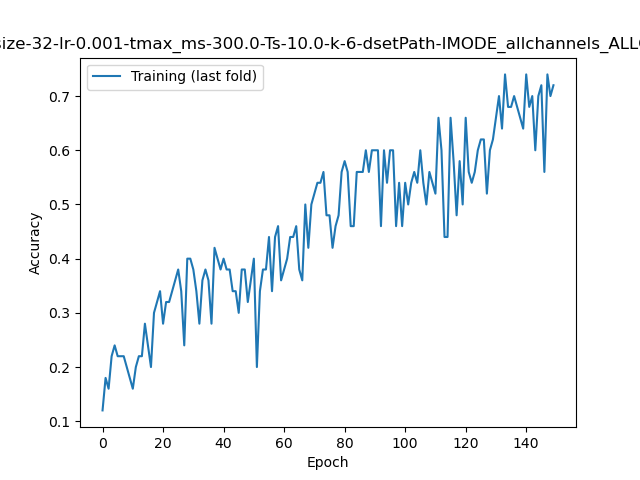 size-32-lr-0.001-tmax_ms-300.0-Ts-10.0-k-6-dsetPath-IMODE_allchannels_ALL
Training (last fold)
0.7
0.6
0.5
0.4
0.3
0.2
0.1
Accuracy
0 20 40 60 80 100 120 140
Epoch